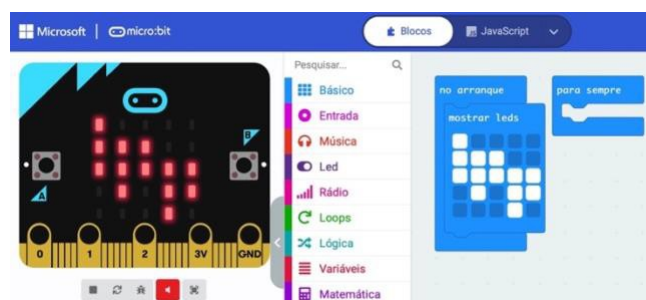 Microsoft | micro:bit
Blocos
JavaScript
Pesquisar...
Básico
Entrada
Música
Led
Rádio
Loops
Lógica
Variáveis
Matemática
A
B
0 1 2 3V GND
no arranque
mostrar leds
para sempre